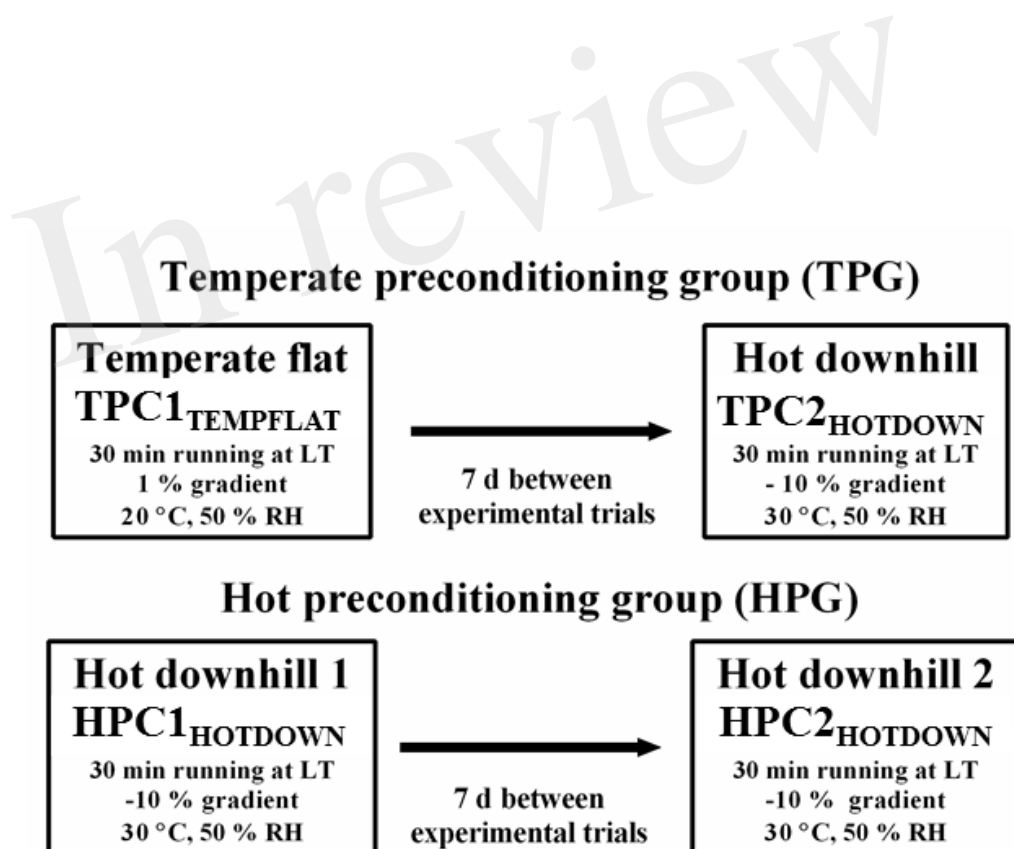 In review
Temperate preconditioning group (TPG)
Temperate flat
TPC1TEMPFLAT
30 min running at LT
1 % gradient
20 °C, 50 % RH
7 d between
experimental trials
Hot downhill
TPC2HOTDOWN
30 min running at LT
- 10 % gradient
30 °C, 50 % RH
Hot preconditioning group (HPG)
Hot downhill 1
HPC1HOTDOWN
30 min running at LT
-10 % gradient
30 °C, 50 % RH
7 d between
experimental trials
Hot downhill 2
HPC2HOTDOWN
30 min running at LT
-10 % gradient
30 °C, 50 % RH